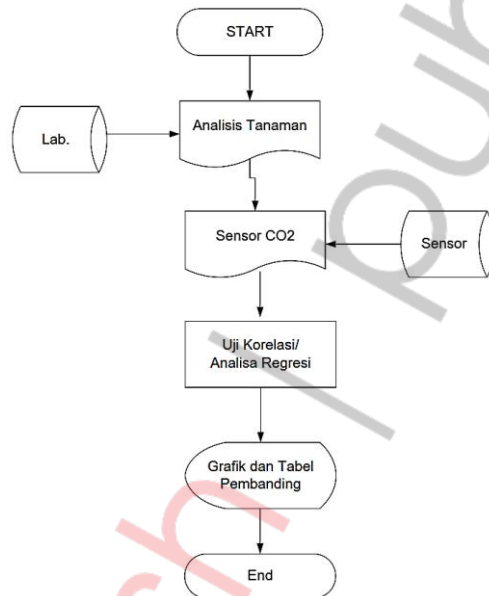 START
Lab.
Analisis Tanaman
Sensor CO2
Sensor
Uji Korelasi/
Analisa Regresi
Grafik dan Tabel
Pembanding
End